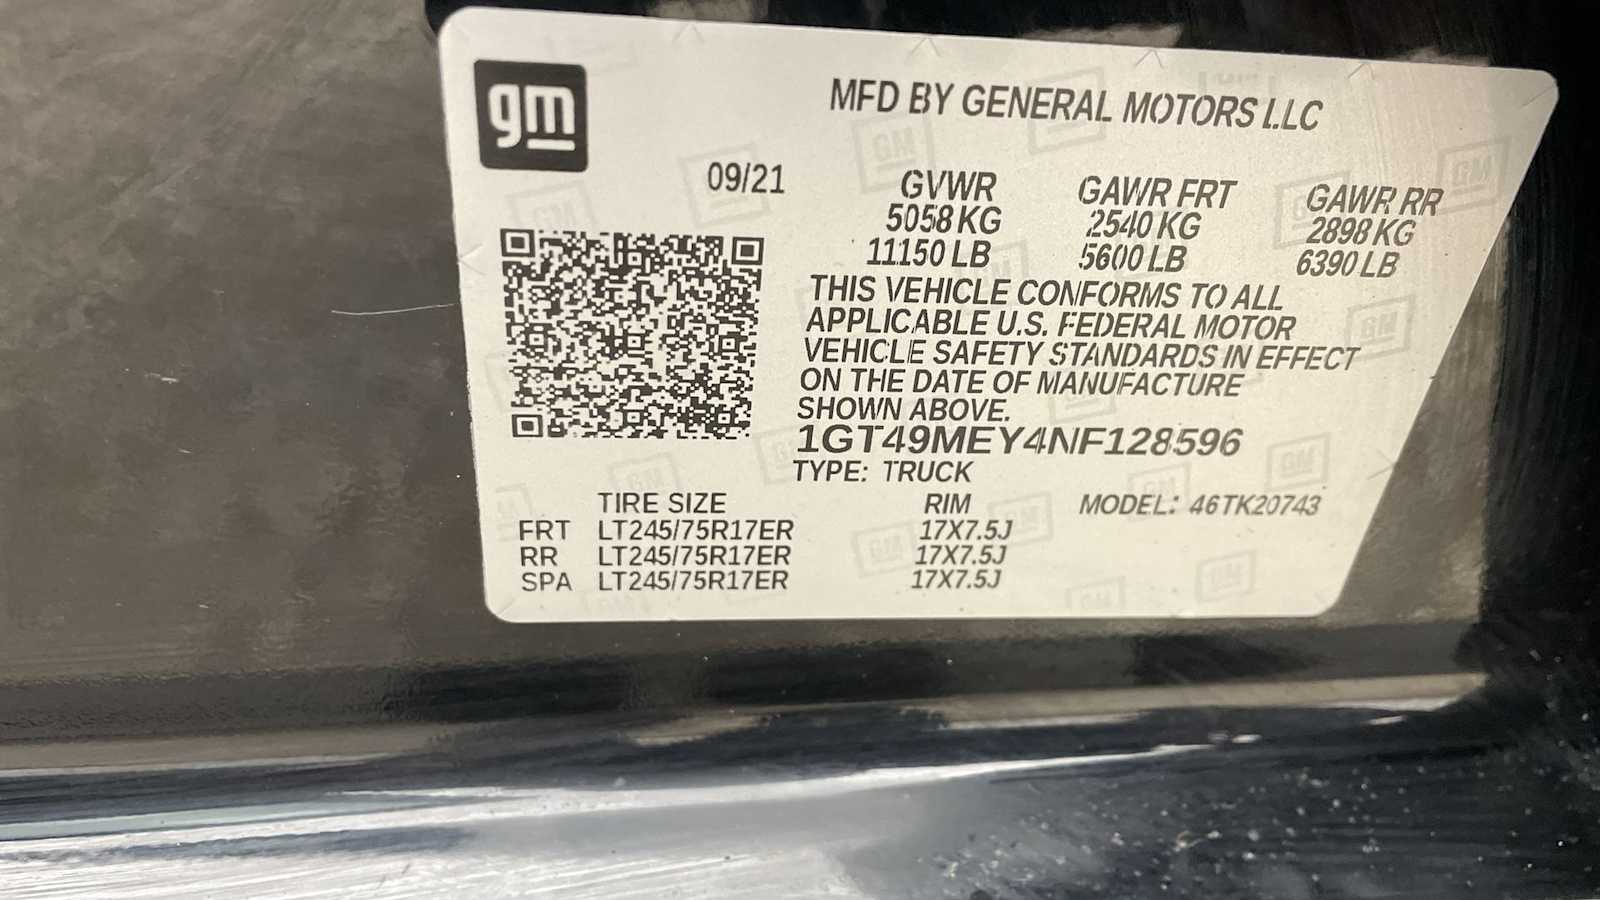 gm
MFD BY GENERAL MOTORS LLC
09/21
GVWR GAWR FRT GAWR RR
5058 KG 2540 KG 2898 KG
11150 LB 5600 LB 6390 LB
THIS VEHICLE CONFORMS TO ALL
APPLICABLE U.S. FEDERAL MOTOR
VEHICLE SAFETY STANDARDS IN EFFECT
ON THE DATE OF MANUFACTURE
SHOWN ABOVE.
1GT49MEY4NF128596
TYPE: TRUCK
TIRE SIZE RIM MODEL: 46TK20743
FRT LT245/75R17ER 17X7.5J
RR LT245/75R17ER 17X7.5J
SPA LT245/75R17ER 17X7.5J